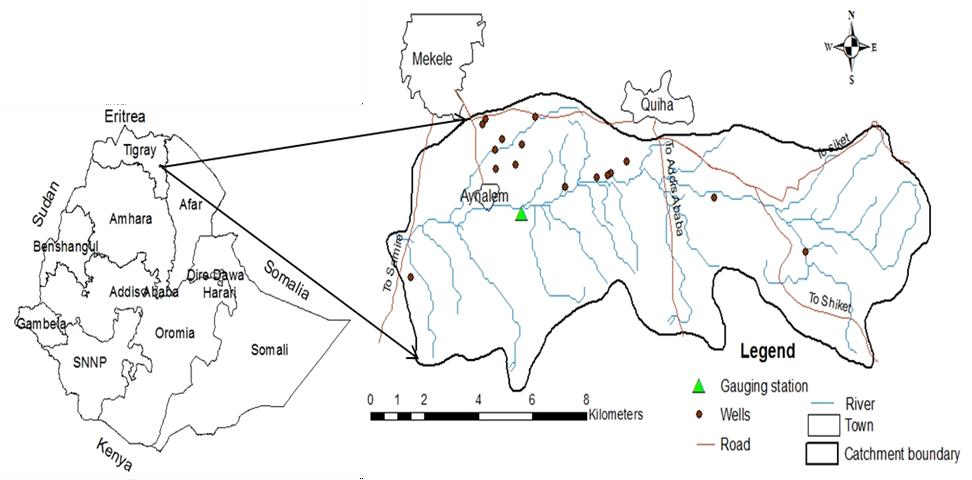 Eritrea
Tigray
Sudan
Afar
Amhara
Benshangul
Dire Dawa
Somalia
Addiso Ababa
Harari
Gambela
Oromia
SNNP
Somali
Kenya
Mekele
Quiha
N
W E
S
Aynalem
To Samire
To Addis Ababa
To Siket
To Shiket
0 1 2 4 6 8
Kilometers
Legend
Gauging station
Wells
Road
River
Town
Catchment boundary